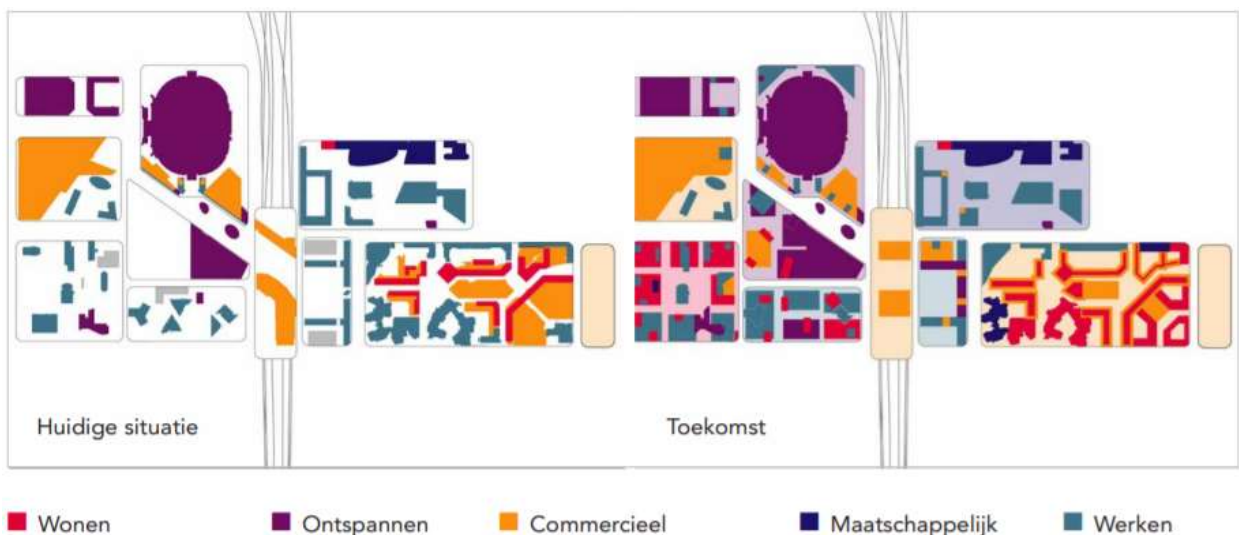 Huidige situatie
Toekomst
Wonen
Ontspannen
Commercieel
Maatschappelijk
Werken